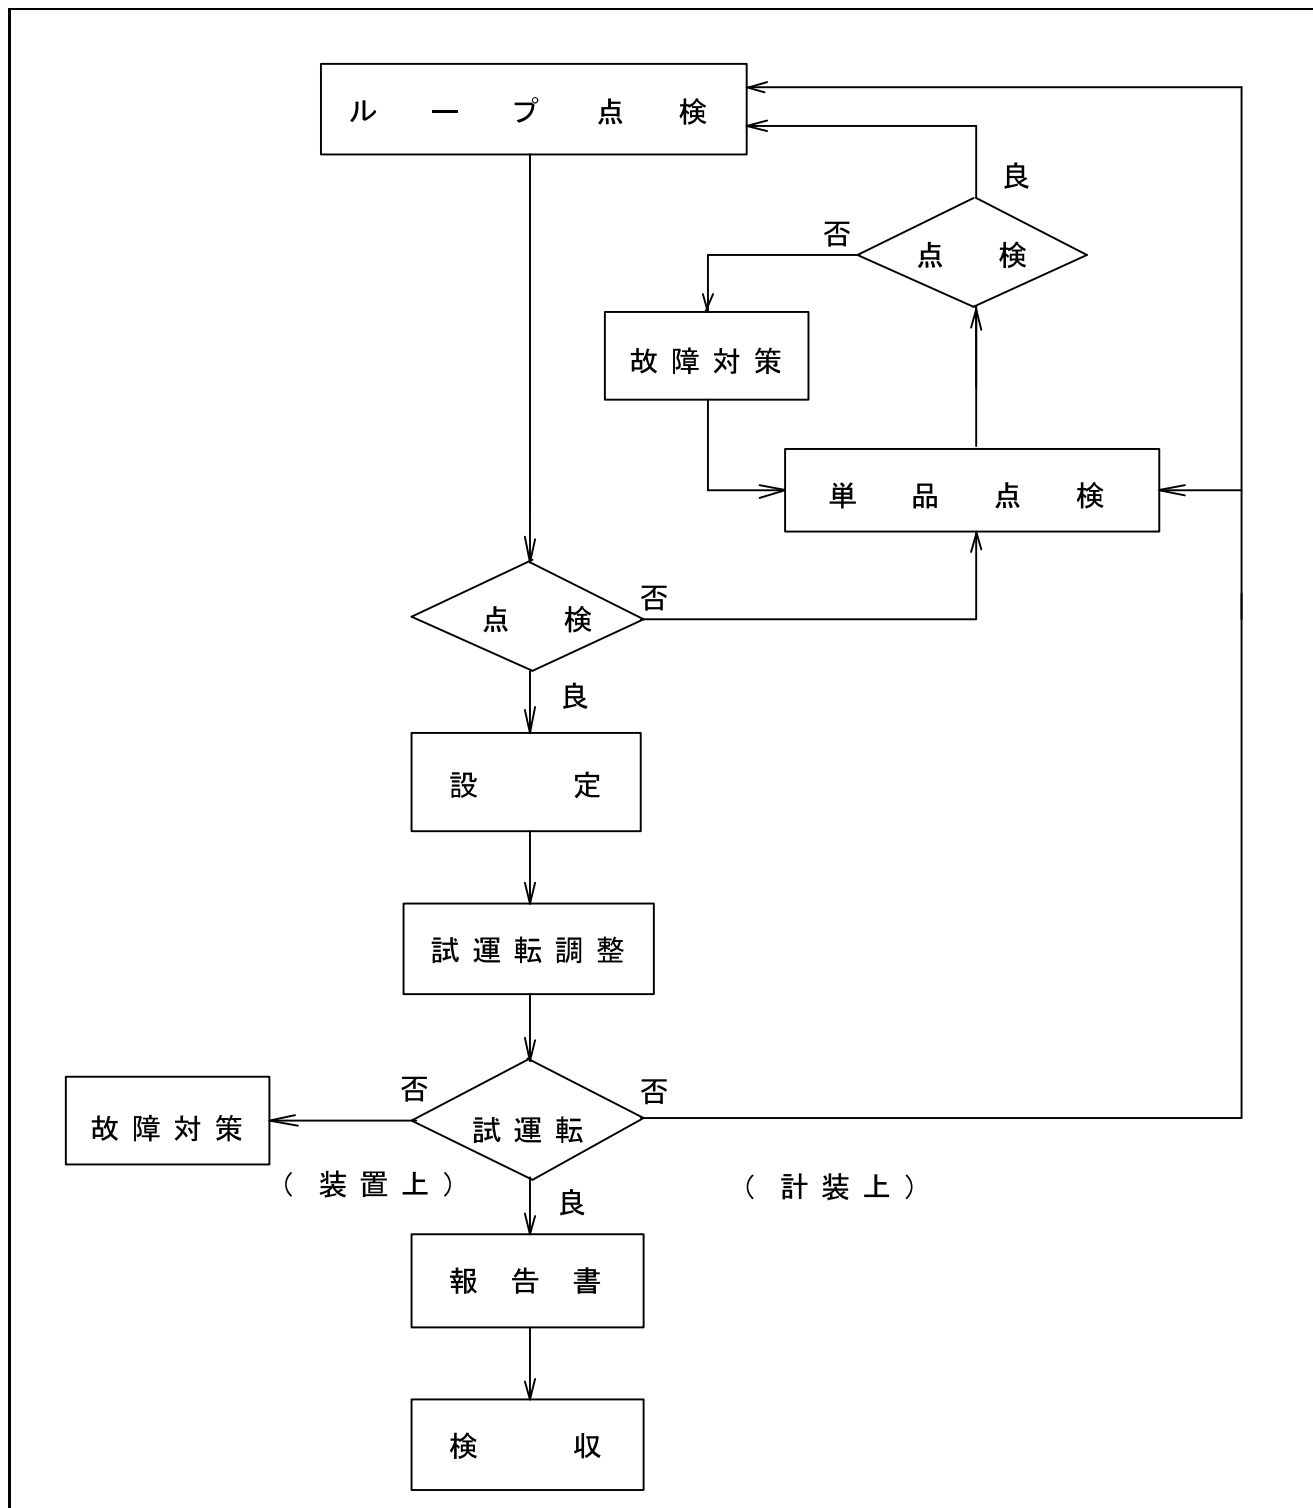 ループ点検
良
否
点検
故障対策
単品点検
否
点検
良
設定
試運転調整
否
否
故障対策
試運転
（装置上）
（計装上）
良
報告書
検収